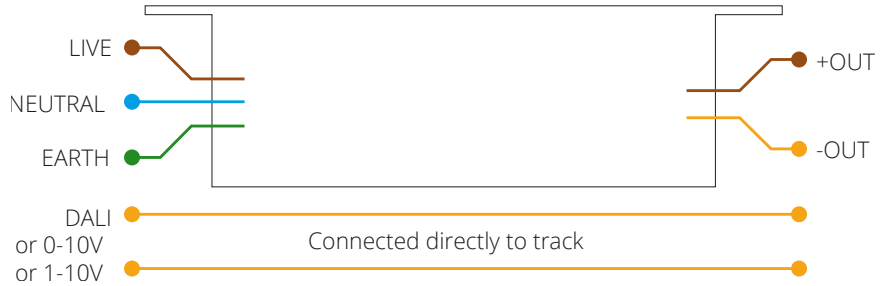 LIVE
+OUT
NEUTRAL
-OUT
EARTH
DALI
or 0-10V
or 1-10V
Connected directly to track